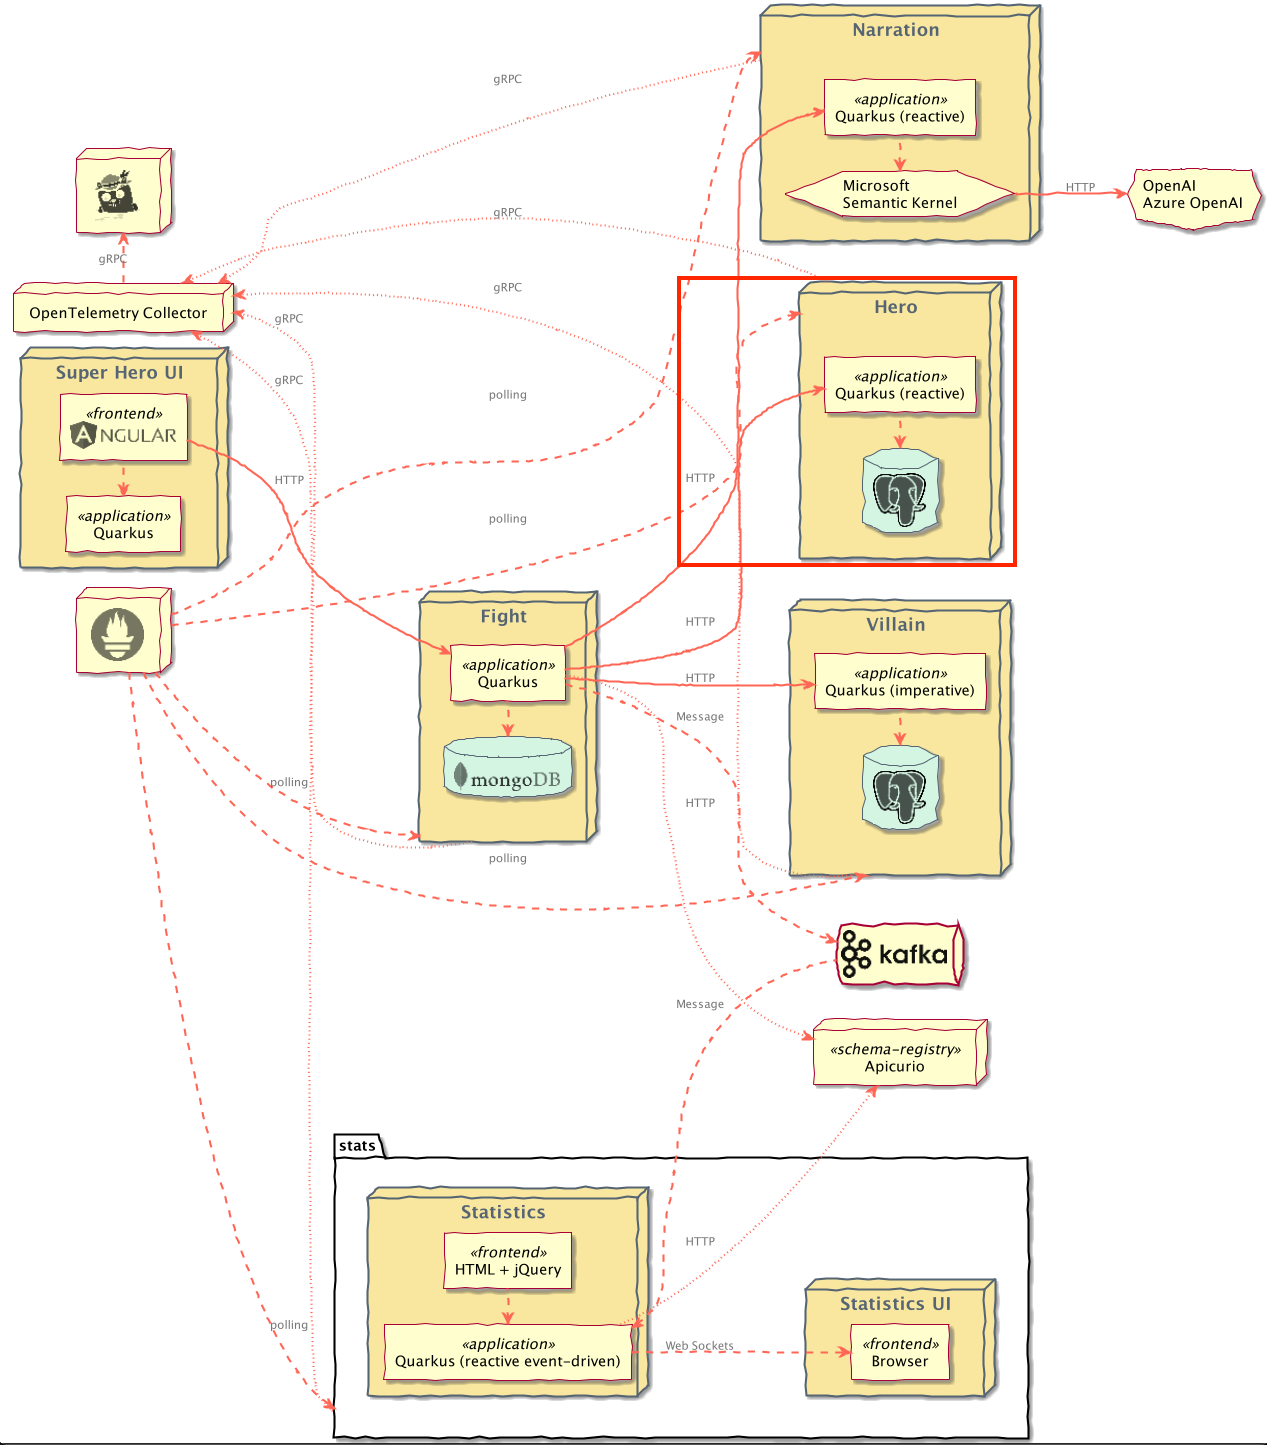 Narration
«application»
Quarkus (reactive)
Microsoft
Semantic Kernel
HTTP
OpenAI
Azure OpenAI
gRPC
gRPC
gRPC
gRPC
OpenTelemetry Collector
gRPC
gRPC
Super Hero UI
«frontend»
ANGULAR
«application»
Quarkus
HTTP
polling
polling
HTTP
Hero
«application»
Quarkus (reactive)
Fight
«application»
Quarkus
mongoDB
HTTP
HTTP
Message
HTTP
Villain
«application»
Quarkus (imperative)
polling
polling
kafka
Message
«schema-registry»
Apicurio
stats
Statistics
«frontend»
HTML + jQuery
«application»
Quarkus (reactive event-driven)
HTTP
polling
Web Sockets
Statistics UI
«frontend»
Browser